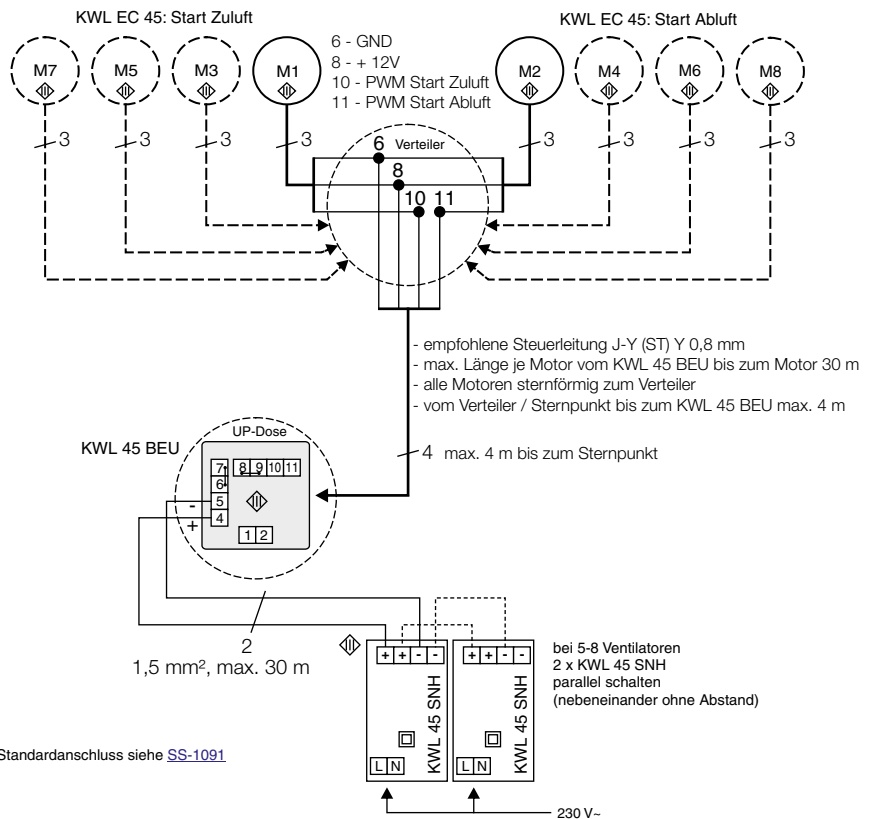 KWL EC 45: Start Zuluft
KWL EC 45: Start Abluft
M7
M5
M3
M1
6 - GND
8 - + 12V
10 - PWM Start Zuluft
11 - PWM Start Abluft
M2
M4
M6
M8
3
3
3
3
3
3
3
3
6
Verteiler
8
10 11
- empfohlene Steuerleitung J-Y (ST) Y 0,8 mm
- max. Länge je Motor vom KWL 45 BEU bis zum Motor 30 m
- alle Motoren sternförmig zum Verteiler
- vom Verteiler / Sternpunkt bis zum KWL 45 BEU max. 4 m
4 max. 4 m bis zum Sternpunkt
KWL 45 BEU
UP-Dose
7
8 9 10 11
6
5
4
-
+
1 2
2
1,5 mm², max. 30 m
+ + - -
+ + - -
KWL 45 SNH
KWL 45 SNH
L N
L N
bei 5-8 Ventilatoren
2 x KWL 45 SNH
parallel schalten
(nebeneinander ohne Abstand)
Standardanschluss siehe SS-1091
230 V~